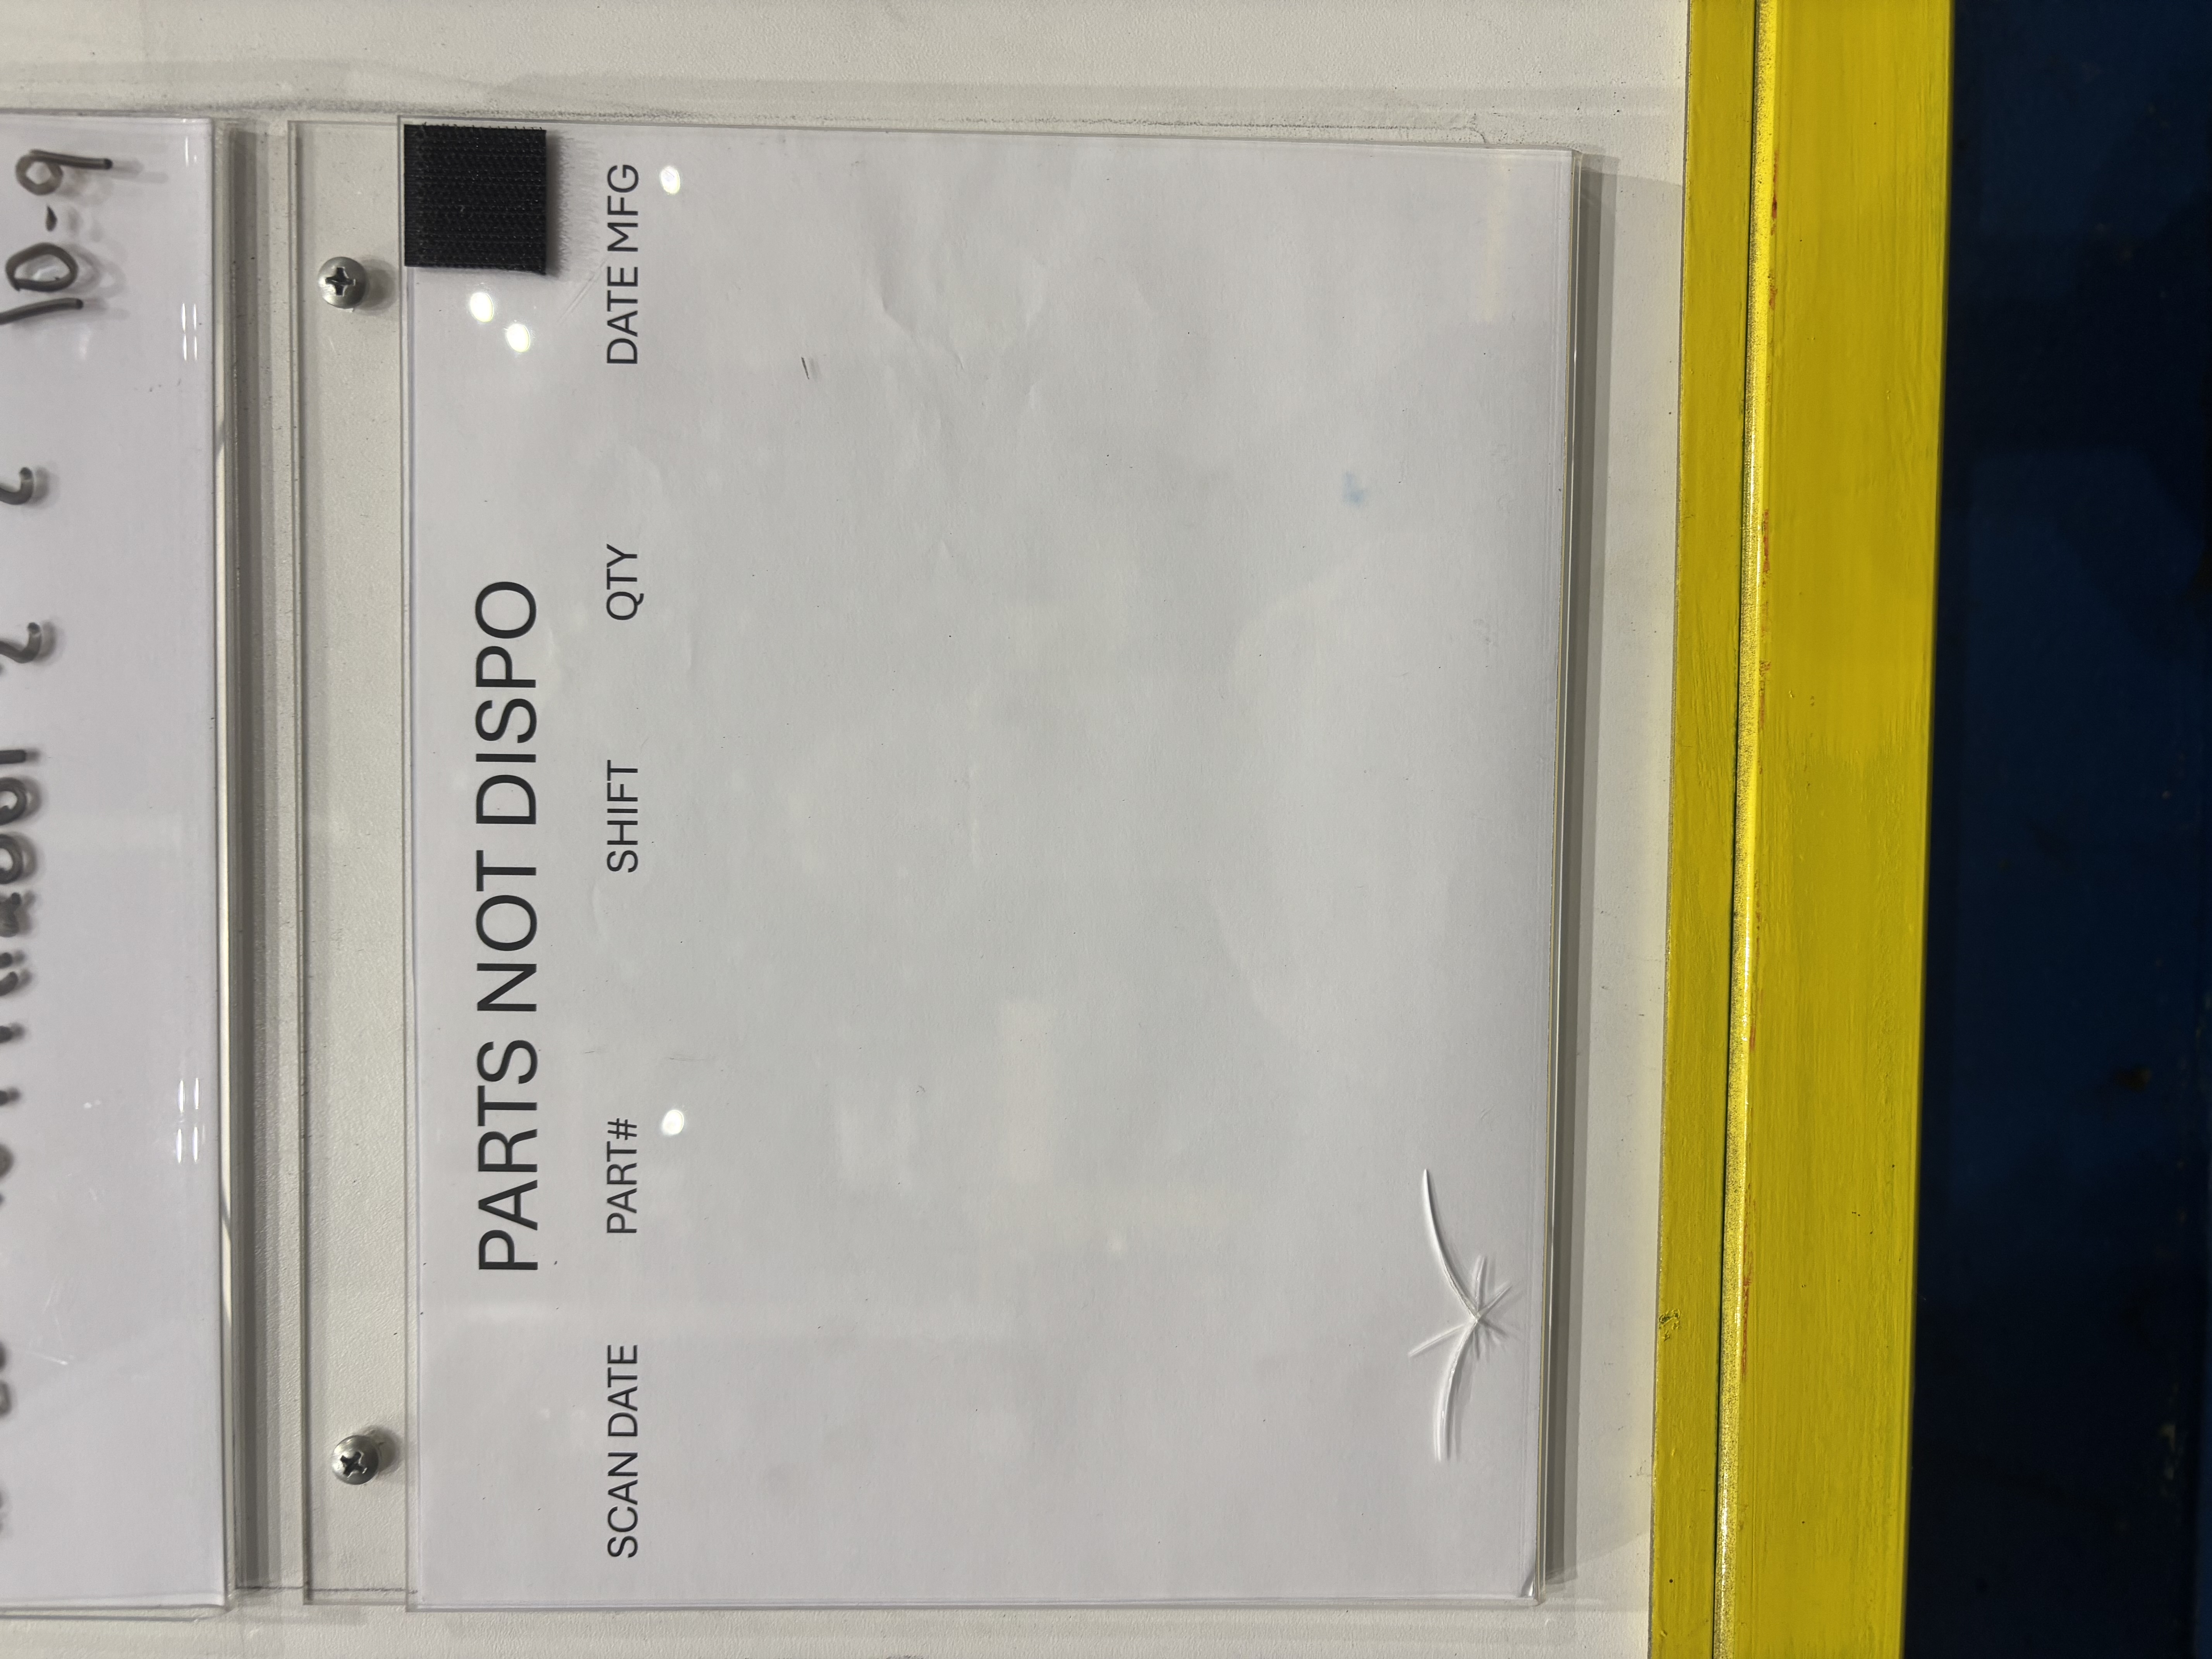 10-9
PARTS NOT DISPO
SCAN DATE PART# SHIFT QTY DATE MFG